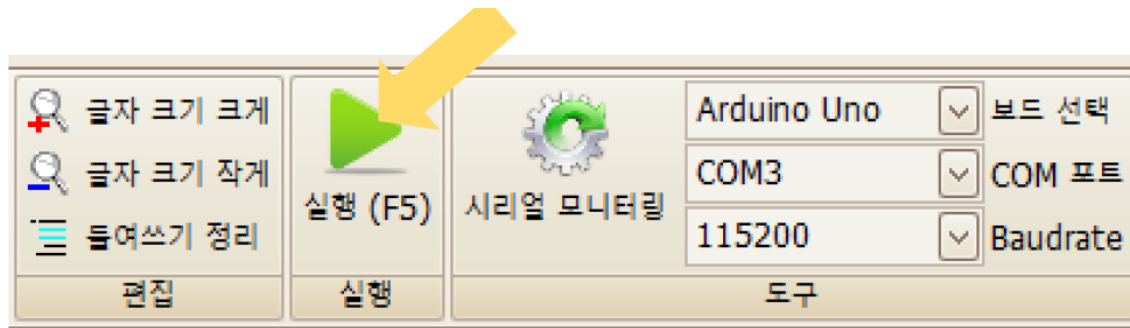 글자 크기 크게
글자 크기 작게
들여쓰기 정리
편집
실행 (F5)
실행
시리얼 모니터링
Arduino Uno 보드 선택
COM3 COM 포트
115200 Baudrate
도구